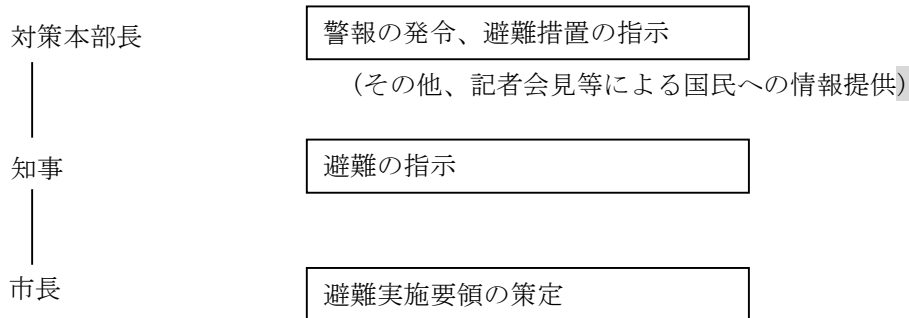 対策本部長
警報の発令、避難措置の指示
(その他、記者会見等による国民への情報提供)
知事
避難の指示
市長
避難実施要領の策定